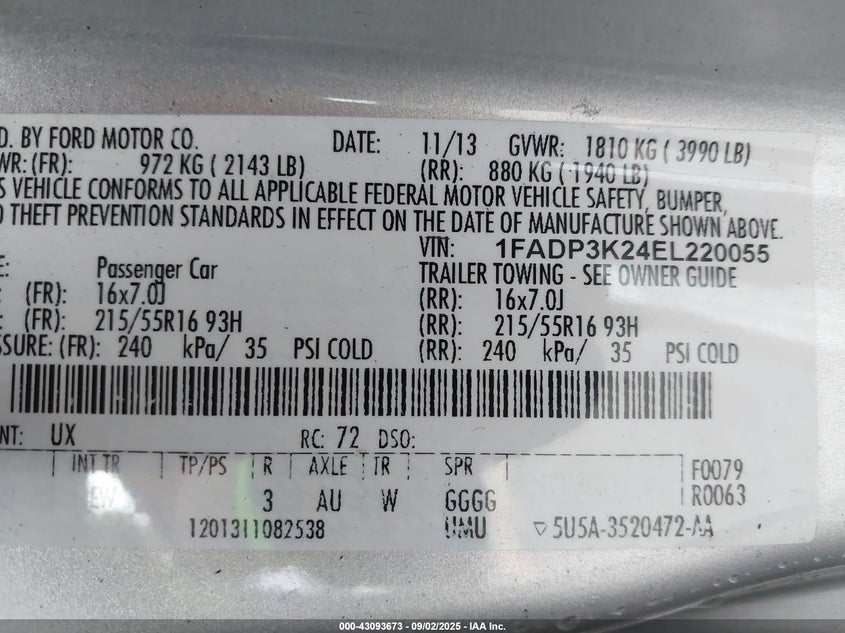 D. BY FORD MOTOR CO. DATE: 11/13 GVWR: 1810 KG ( 3990 LB)
WR: (FR): 972 KG ( 2143 LB) (RR): 880 KG ( 1940 LB)
S VEHICLE CONFORMS TO ALL APPLICABLE FEDERAL MOTOR VEHICLE SAFETY, BUMPER,
D THEFT PREVENTION STANDARDS IN EFFECT ON THE DATE OF MANUFACTURE SHOWN ABOVE.
VIN: 1FADP3K24EL220055
E: Passenger Car TRAILER TOWING - SEE OWNER GUIDE
: (FR): 16x7.0J (RR): 16x7.0J
: (FR): 215/55R16 93H (RR): 215/55R16 93H
SSURE: (FR): 240 kPa/ 35 PSI COLD (RR): 240 kPa/ 35 PSI COLD
NT: UX RC: 72 DSO:
INT TR TP/PS R AXLE TR SPR F0079
EW 3 AU W GGGG R0063
1201311082538 UMU ▽ 5U5A-3520472-AA
000-43093673 - 09/02/2025 - IAA Inc.